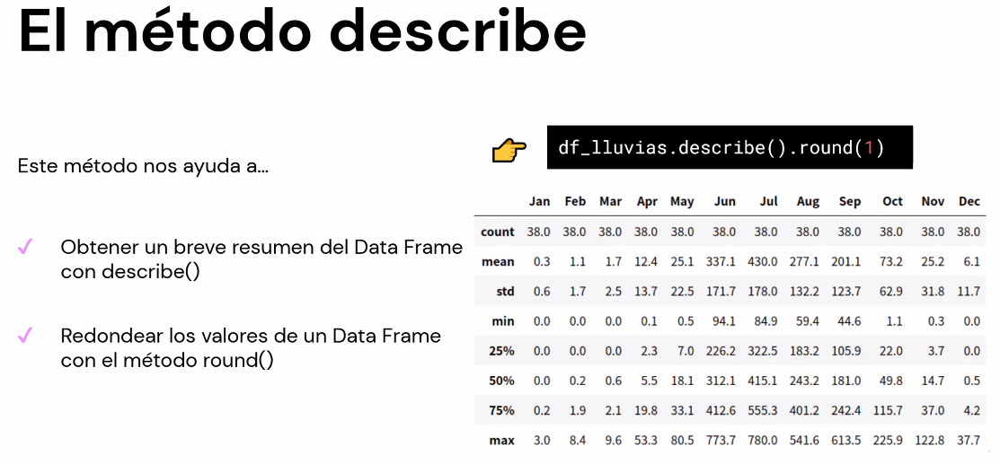 El método describe
df_lluvias.describe().round(1)
Este método nos ayuda a...
✓ Obtener un breve resumen del Data Frame
con describe()
✓ Redondear los valores de un Data Frame
con el método round()
Jan Feb Mar Apr May Jun Jul Aug Sep Oct Nov Dec
count 38.0 38.0 38.0 38.0 38.0 38.0 38.0 38.0 38.0 38.0 38.0 38.0
mean 0.3 1.1 1.7 12.4 25.1 337.1 430.0 277.1 201.1 73.2 25.2 6.1
std 0.6 1.7 2.5 13.7 22.5 171.7 178.0 132.2 123.7 62.9 31.8 11.7
min 0.0 0.0 0.0 0.1 0.5 94.1 84.9 59.4 44.6 1.1 0.3 0.0
25% 0.0 0.0 0.0 2.3 7.0 226.2 322.5 183.2 105.9 22.0 3.7 0.0
50% 0.0 0.2 0.6 5.5 18.1 312.1 415.1 243.2 181.0 49.8 14.7 0.5
75% 0.2 1.9 2.1 19.8 33.1 412.6 555.3 401.2 242.4 115.7 37.0 4.2
max 3.0 8.4 9.6 53.3 80.5 773.7 780.0 541.6 613.5 225.9 122.8 37.7